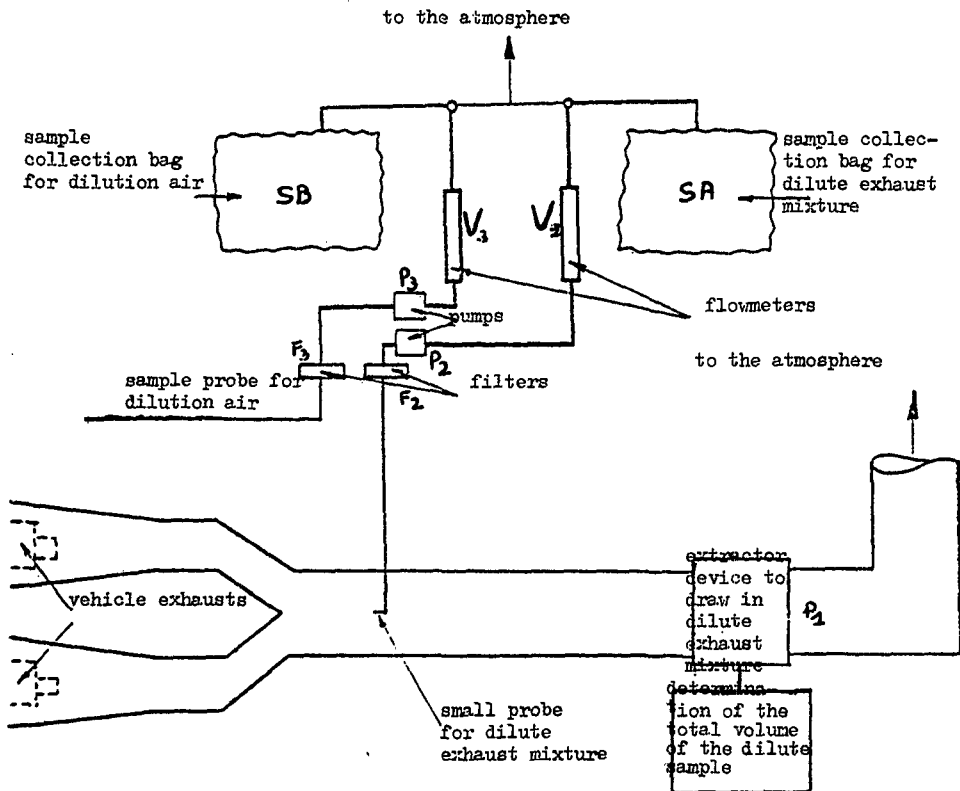 to the atmosphere
sample
collection bag
for dilution air
SB
SA
sample collec-
tion bag for
dilute exhaust
mixture
V3
V2
flowmeters
P3
pumps
P2
F3
filters
F2
sample probe for
dilution air
to the atmosphere
vehicle exhausts
extractor
device to
draw in
dilute
exhaust
mixture
P1
small probe
for dilute
exhaust mixture
determina
tion of the
total volume
of the dilute
sample